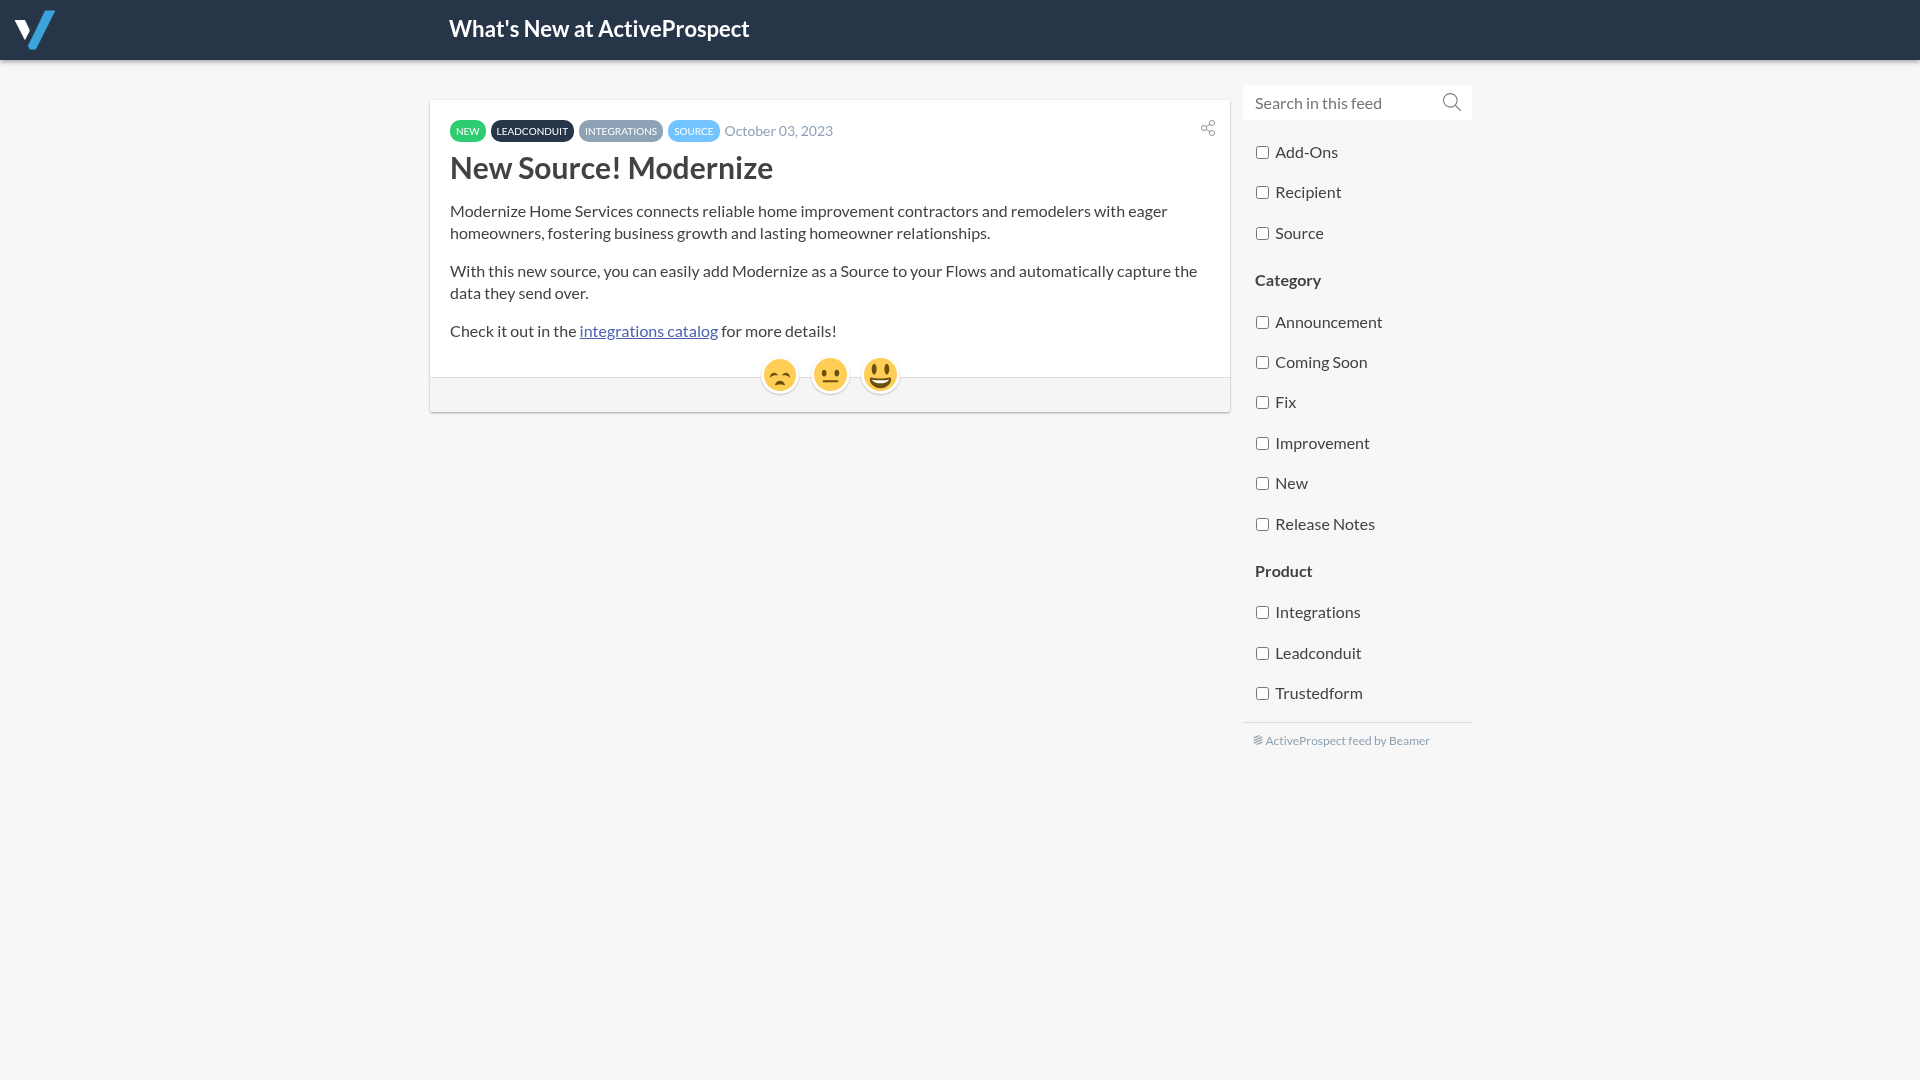 What's New at ActiveProspect
Search in this feed
NEW LEADCONDUIT INTEGRATIONS SOURCE October 03, 2023
New Source! Modernize
Modernize Home Services connects reliable home improvement contractors and remodelers with eager
homeowners, fostering business growth and lasting homeowner relationships.
With this new source, you can easily add Modernize as a Source to your Flows and automatically capture the
data they send over.
Check it out in the integrations catalog for more details!
Add-Ons
Recipient
Source
Category
Announcement
Coming Soon
Fix
Improvement
New
Release Notes
Product
Integrations
Leadconduit
Trustedform
ActiveProspect feed by Beamer